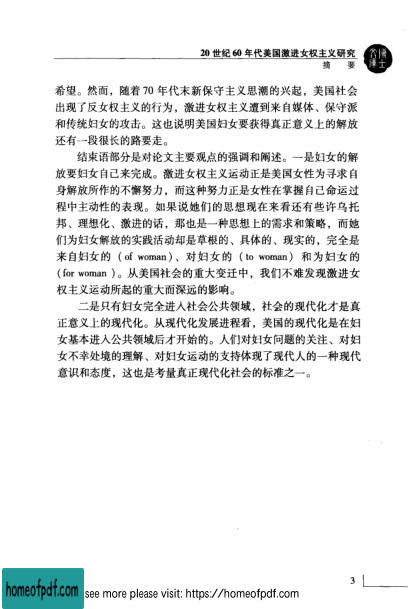 20 世纪 60 年代美国激进女权主义研究
摘 要
博士
文库
希望。然而，随着 70 年代末新保守主义思潮的兴起，美国社会
出现了反女权主义的行为，激进女权主义遭到来自媒体、保守派
和传统妇女的攻击。这也说明美国妇女要获得真正意义上的解放
还有一段很长的路要走。
结束语部分是对论文主要观点的强调和阐述。一是妇女的解
放要妇女自己来完成。激进女权主义运动正是美国女性为寻求自
身解放所作的不懈努力，而这种努力正是女性在掌握自己命运过
程中主动性的表现。如果说她们的思想现在来看还有些许乌托
邦、理想化、激进的话，那也是一种思想上的需求和策略，而她
们为妇女解放的实践活动却是草根的、具体的、现实的，完全是
来自妇女的（of woman）、对妇女的（to woman）和为妇女的
（for woman）。从美国社会的重大变迁中，我们不难发现激进女
权主义运动所起的重大而深远的影响。
二是只有妇女完全进入社会公共领域，社会的现代化才是真
正意义上的现代化。从现代化发展进程看，美国的现代化是在妇
女基本进入公共领域后才开始的。人们对妇女问题的关注、对妇
女不幸处境的理解、对妇女运动的支持体现了现代人的一种现代
意识和态度，这也是考量真正现代化社会的标准之一。
3
homeofpdf.com
see more please visit: https://homeofpdf.com